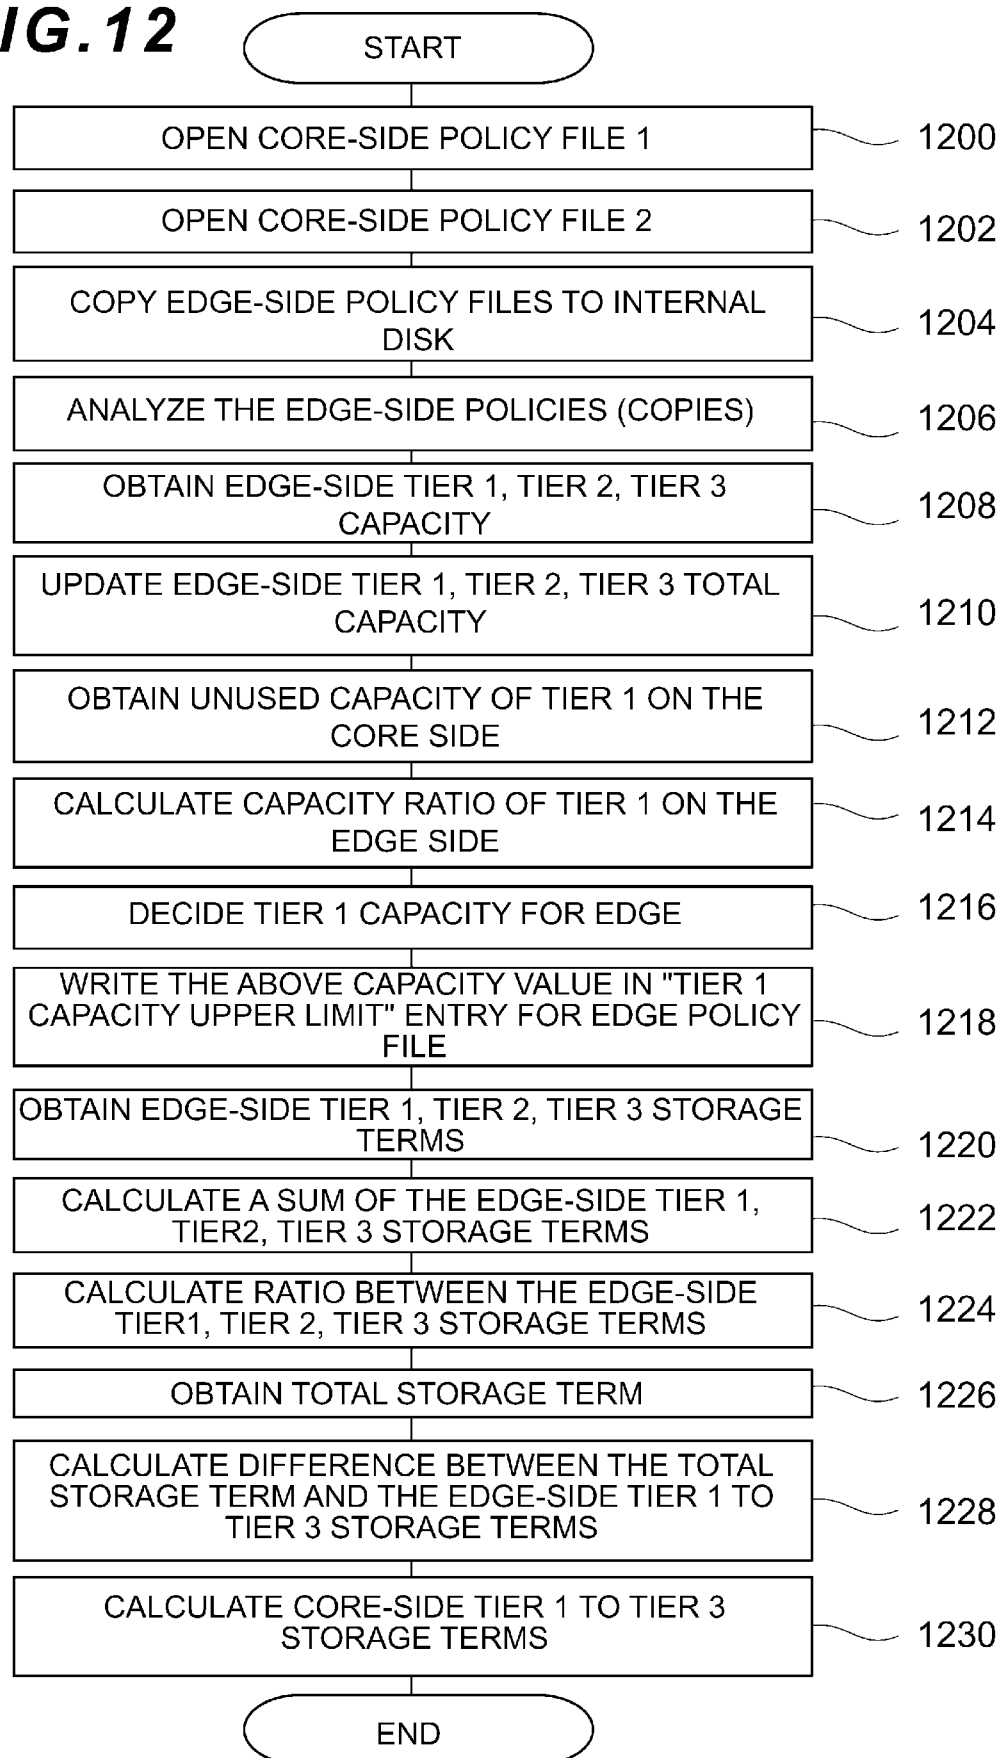 IG.12
START
OPEN CORE-SIDE POLICY FILE 1
1200
OPEN CORE-SIDE POLICY FILE 2
1202
COPY EDGE-SIDE POLICY FILES TO INTERNAL
DISK
1204
ANALYZE THE EDGE-SIDE POLICIES (COPIES)
1206
OBTAIN EDGE-SIDE TIER 1, TIER 2, TIER 3
CAPACITY
1208
UPDATE EDGE-SIDE TIER 1, TIER 2, TIER 3 TOTAL
CAPACITY
1210
OBTAIN UNUSED CAPACITY OF TIER 1 ON THE
CORE SIDE
1212
CALCULATE CAPACITY RATIO OF TIER 1 ON THE
EDGE SIDE
1214
DECIDE TIER 1 CAPACITY FOR EDGE
1216
WRITE THE ABOVE CAPACITY VALUE IN "TIER 1
CAPACITY UPPER LIMIT" ENTRY FOR EDGE POLICY
FILE
1218
OBTAIN EDGE-SIDE TIER 1, TIER 2, TIER 3 STORAGE
TERMS
1220
CALCULATE A SUM OF THE EDGE-SIDE TIER 1,
TIER2, TIER 3 STORAGE TERMS
1222
CALCULATE RATIO BETWEEN THE EDGE-SIDE
TIER1, TIER 2, TIER 3 STORAGE TERMS
1224
OBTAIN TOTAL STORAGE TERM
1226
CALCULATE DIFFERENCE BETWEEN THE TOTAL
STORAGE TERM AND THE EDGE-SIDE TIER 1 TO
TIER 3 STORAGE TERMS
1228
CALCULATE CORE-SIDE TIER 1 TO TIER 3
STORAGE TERMS
1230
END